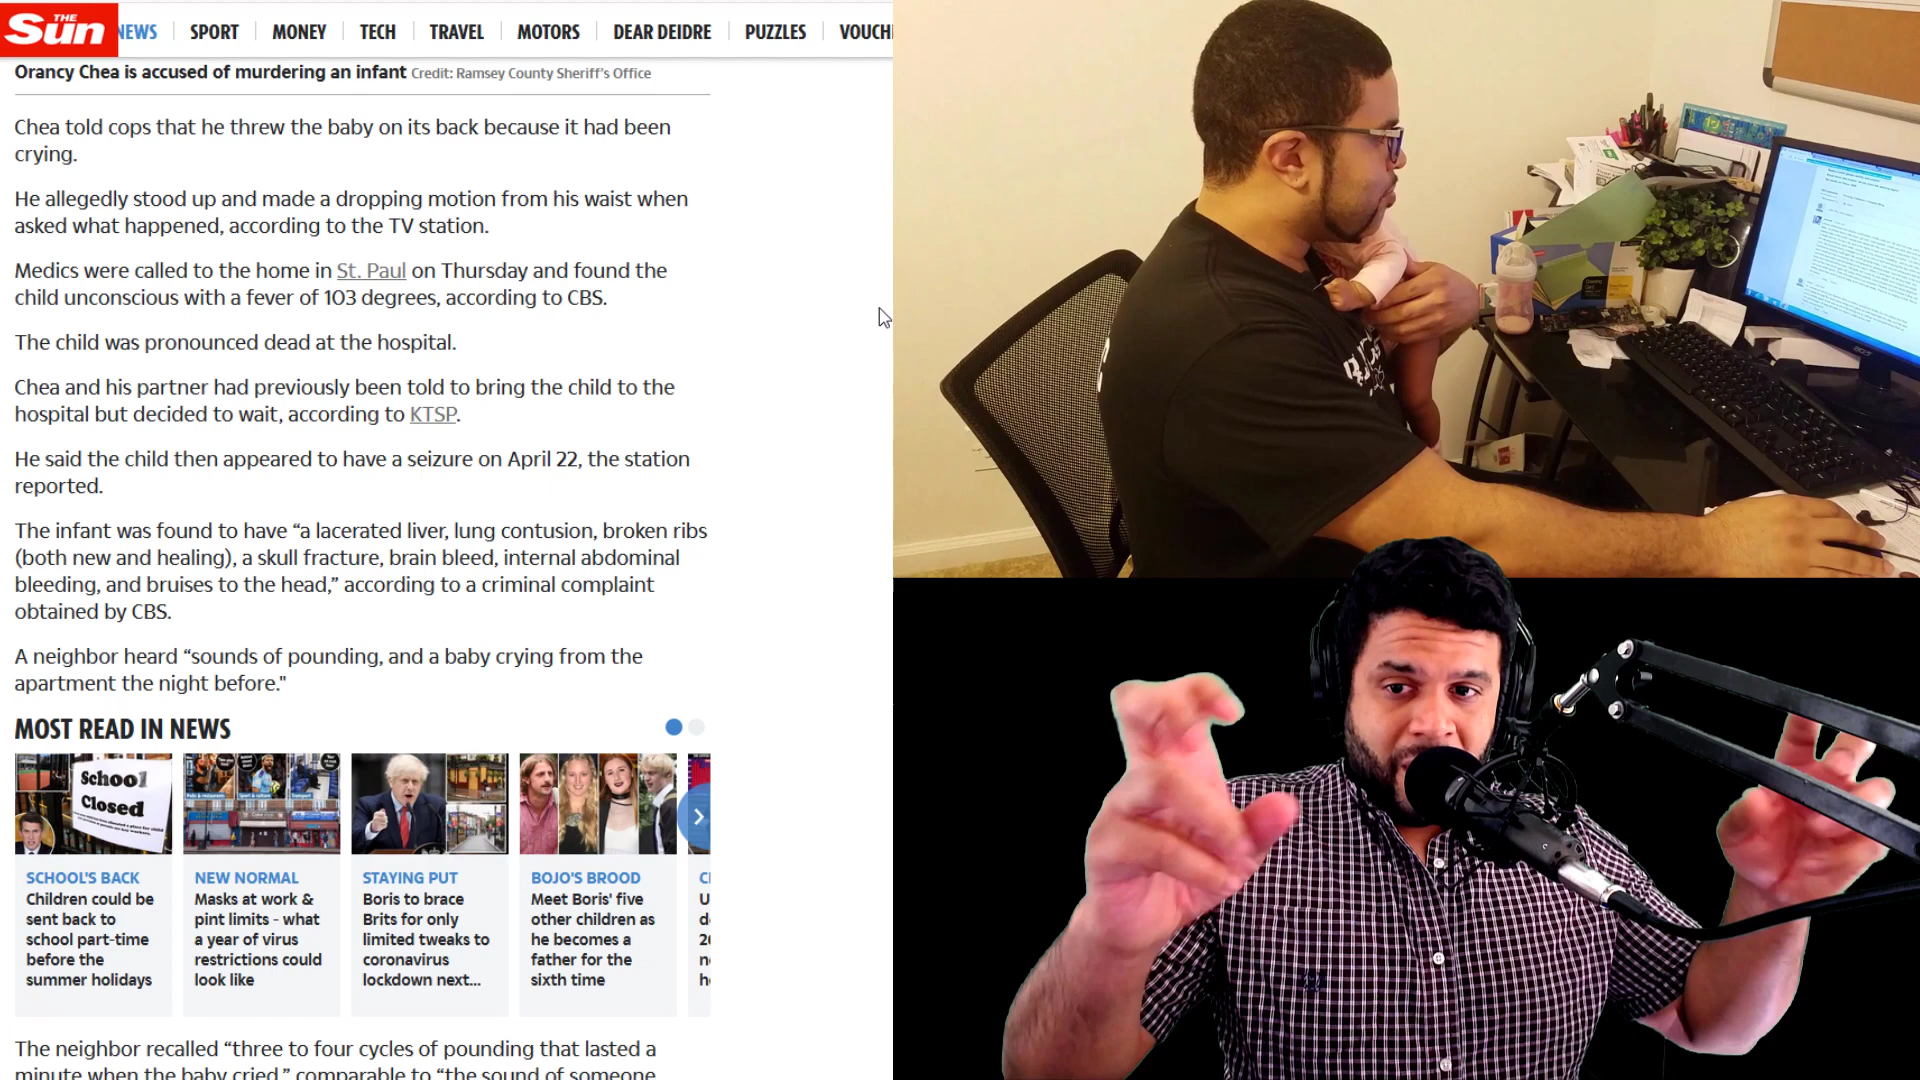 THE
Sun
NEWS
SPORT
MONEY
TECH
TRAVEL
MOTORS
DEAR DEIDRE
PUZZLES
VOUCH
Orancy Chea is accused of murdering an infant Credit: Ramsey County Sheriff's Office
Chea told cops that he threw the baby on its back because it had been
crying.
He allegedly stood up and made a dropping motion from his waist when
asked what happened, according to the TV station.
Medics were called to the home in St. Paul on Thursday and found the
child unconscious with a fever of 103 degrees, according to CBS.
The child was pronounced dead at the hospital.
Chea and his partner had previously been told to bring the child to the
hospital but decided to wait, according to KTSP.
He said the child then appeared to have a seizure on April 22, the station
reported.
The infant was found to have “a lacerated liver, lung contusion, broken ribs
(both new and healing), a skull fracture, brain bleed, internal abdominal
bleeding, and bruises to the head,” according to a criminal complaint
obtained by CBS.
A neighbor heard “sounds of pounding, and a baby crying from the
apartment the night before."
MOST READ IN NEWS
School
Closed
SCHOOL'S BACK
Children could be
sent back to
school part-time
before the
summer holidays
NEW NORMAL
Masks at work &
pint limits - what
a year of virus
restrictions could
look like
STAYING PUT
Boris to brace
Brits for only
limited tweaks to
coronavirus
lockdown next...
BOJO'S BROOD
Meet Boris' five
other children as
he becomes a
father for the
sixth time
The neighbor recalled “three to four cycles of pounding that lasted a
minute when the baby cried,” comparable to “the sound of someone